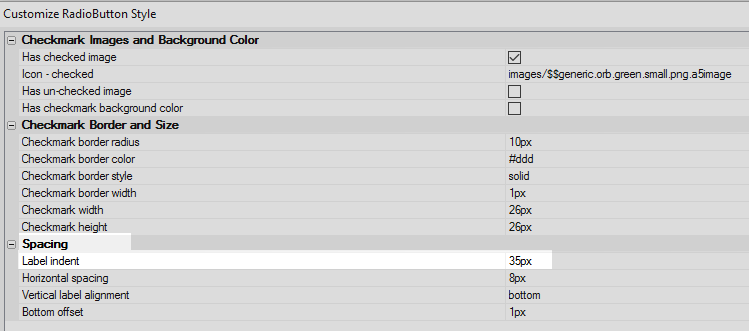 Customize RadioButton Style
Checkmark Images and Background Color
Has checked image
Icon - checked images/$$generic.orb.green.small.png.a5image
Has un-checked image
Has checkmark background color
Checkmark Border and Size
Checkmark border radius 10px
Checkmark border color #ddd
Checkmark border style solid
Checkmark border width 1px
Checkmark width 26px
Checkmark height 26px
Spacing
Label indent 35px
Horizontal spacing 8px
Vertical label alignment bottom
Bottom offset 1px